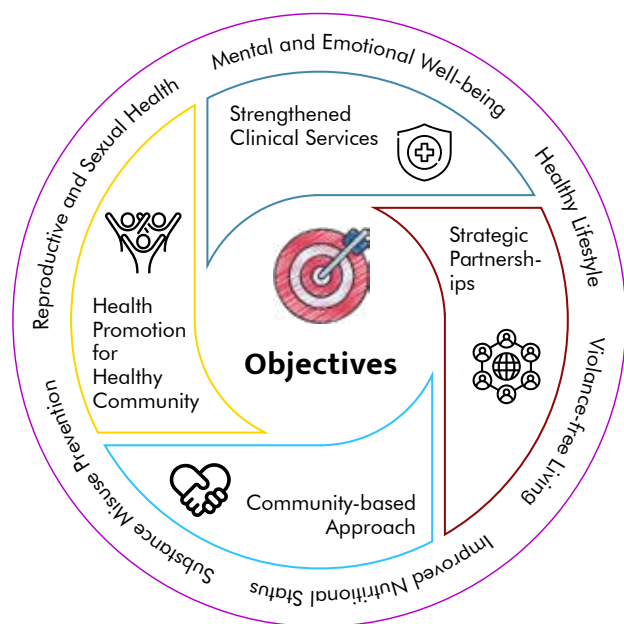 Mental and Emotional Well-being
Healthy Lifestyle
Violance-free Living
Improved Nutritional Status
Substance Misuse Prevention
Reproductive and Sexual Health
Strengthened
Clinical Services
Strategic
Partnersh-
ips
Community-based
Approach
Health
Promotion
for
Healthy
Community
Objectives